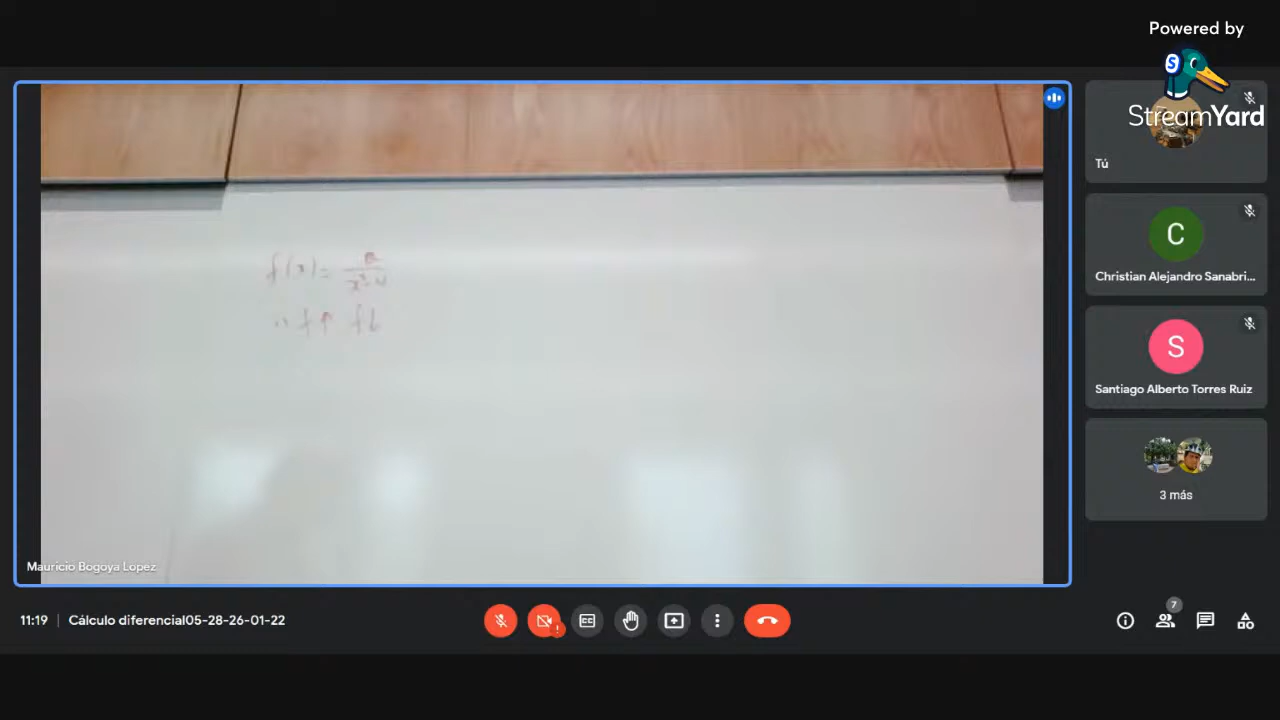 Powered by
StreamYard
Tú
C
Christian Alejandro Sanabri...
S
Santiago Alberto Torres Ruiz
3 más
f(x) =
f↑ f↓
Mauricio Bogoya Lopez
11:19 | Cálculo diferencial05-28-26-01-22
CC
7